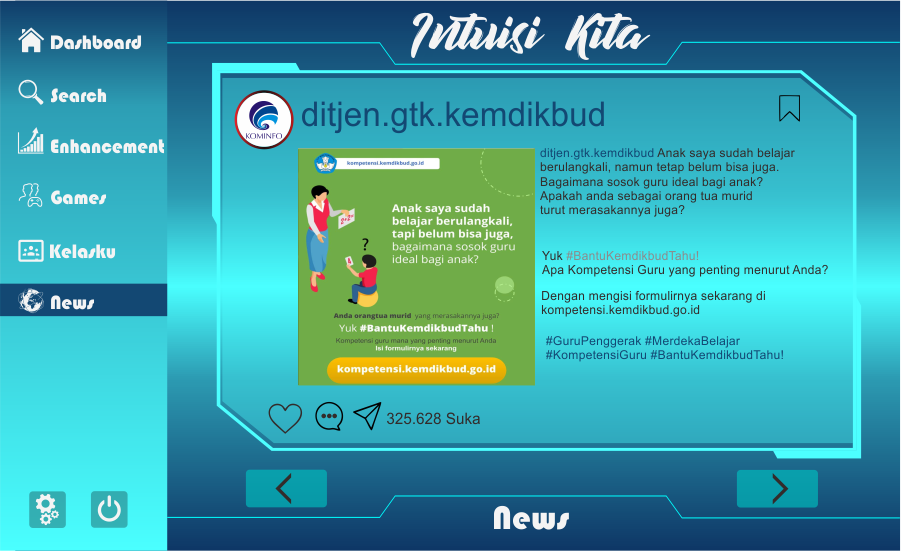 Intuisi Kita
Dashboard
Search
Enhancement
Games
Kelasku
News
KOMINFO
ditjen.gtk.kemdikbud
kompetensi.kemdikbud.go.id
Anak saya sudah
belajar berulangkali,
tapi belum bisa juga,
bagaimana sosok guru
ideal bagi anak?
?
Anda orangtua murid yang merasakannya juga?
Yuk #BantuKemdikbudTahu !
Kompetensi guru mana yang penting menurut Anda
Isi formulirnya sekarang
kompetensi.kemdikbud.go.id
ditjen.gtk.kemdikbud Anak saya sudah belajar
berulangkali, namun tetap belum bisa juga.
Bagaimana sosok guru ideal bagi anak?
Apakah anda sebagai orang tua murid
turut merasakannya juga?
Yuk #BantuKemdikbudTahu!
Apa Kompetensi Guru yang penting menurut Anda?
Dengan mengisi formulirnya sekarang di
kompetensi.kemdikbud.go.id
#GuruPenggerak #MerdekaBelajar
#KompetensiGuru #BantuKemdikbudTahu!
325.628 Suka
News